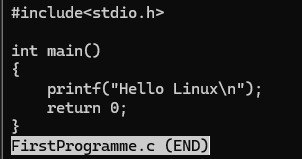 #include<stdio.h>
int main()
{
    printf("Hello Linux\n");
    return 0;
}
FirstProgramme.c (END)